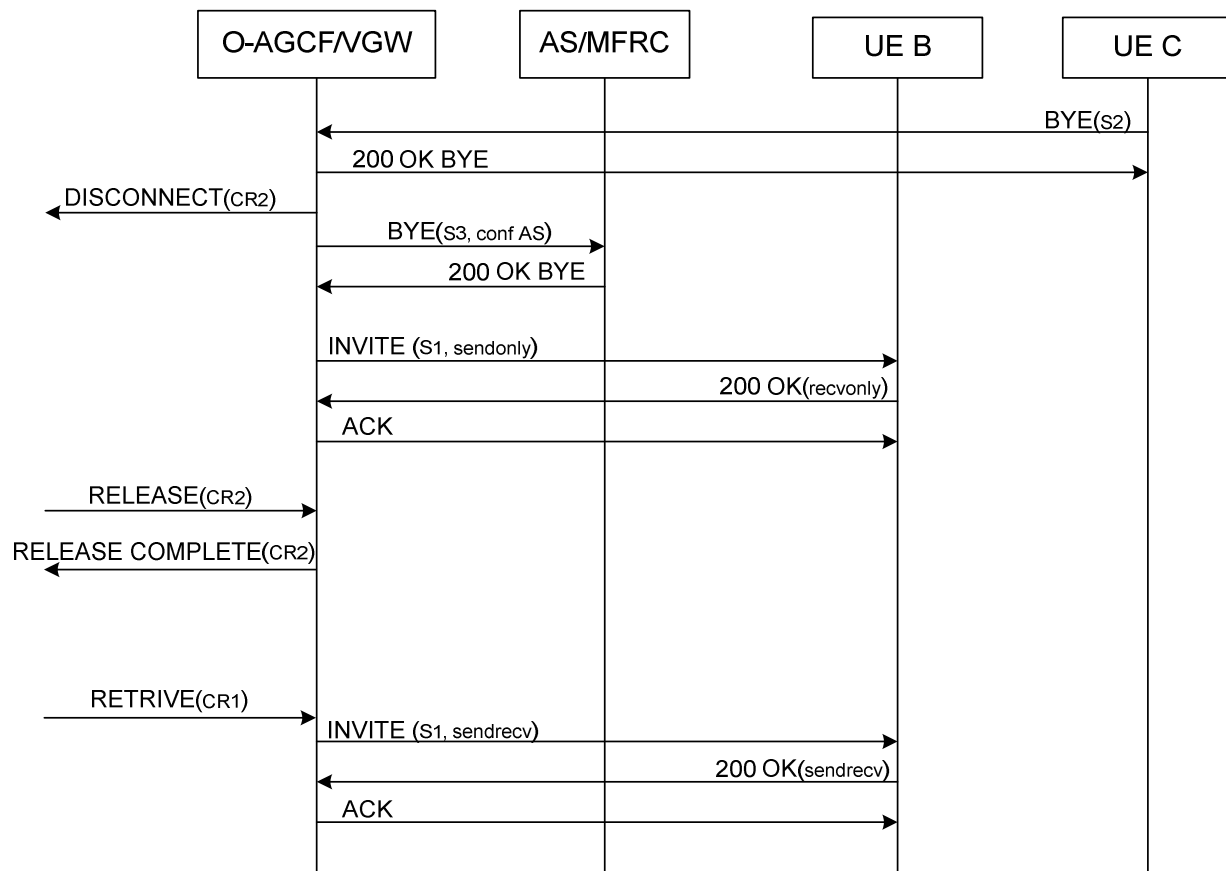 O-AGCF/VGW
AS/MFRC
UE B
UE C
BYE(S2)
200 OK BYE
DISCONNECT(CR2)
BYE(S3, conf AS)
200 OK BYE
INVITE (S1, sendonly)
200 OK(recvonly)
ACK
RELEASE(CR2)
RELEASE COMPLETE(CR2)
RETRIVE(CR1)
INVITE (S1, sendrecv)
200 OK(sendrecv)
ACK